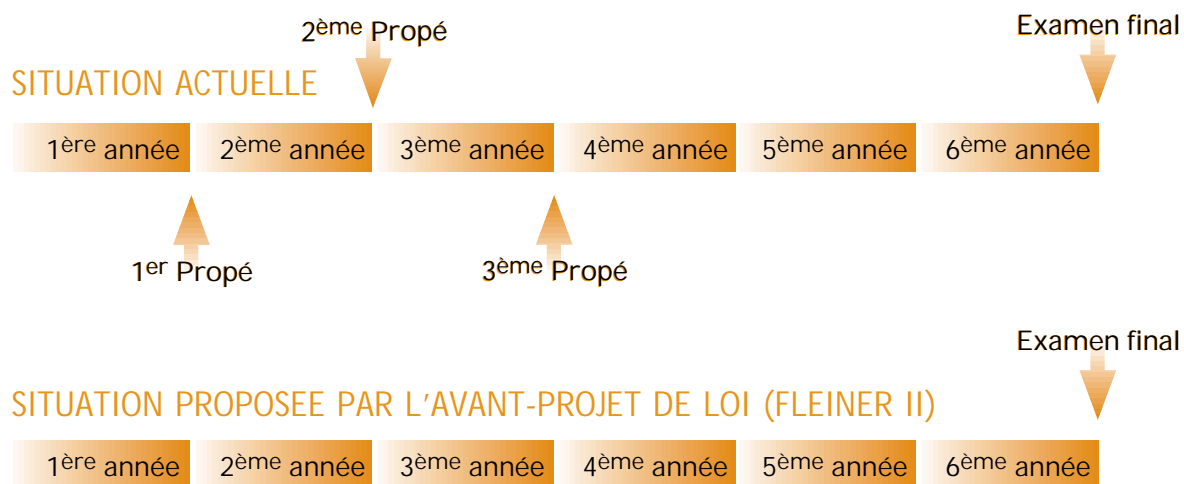 2ème Propé
Examen final
SITUATION ACTUELLE
1ère année 2ème année 3ème année 4ème année 5ème année 6ème année
1er Propé 3ème Propé
Examen final
SITUATION PROPOSEE PAR L'AVANT-PROJET DE LOI (FLEINER II)
1ère année 2ème année 3ème année 4ème année 5ème année 6ème année